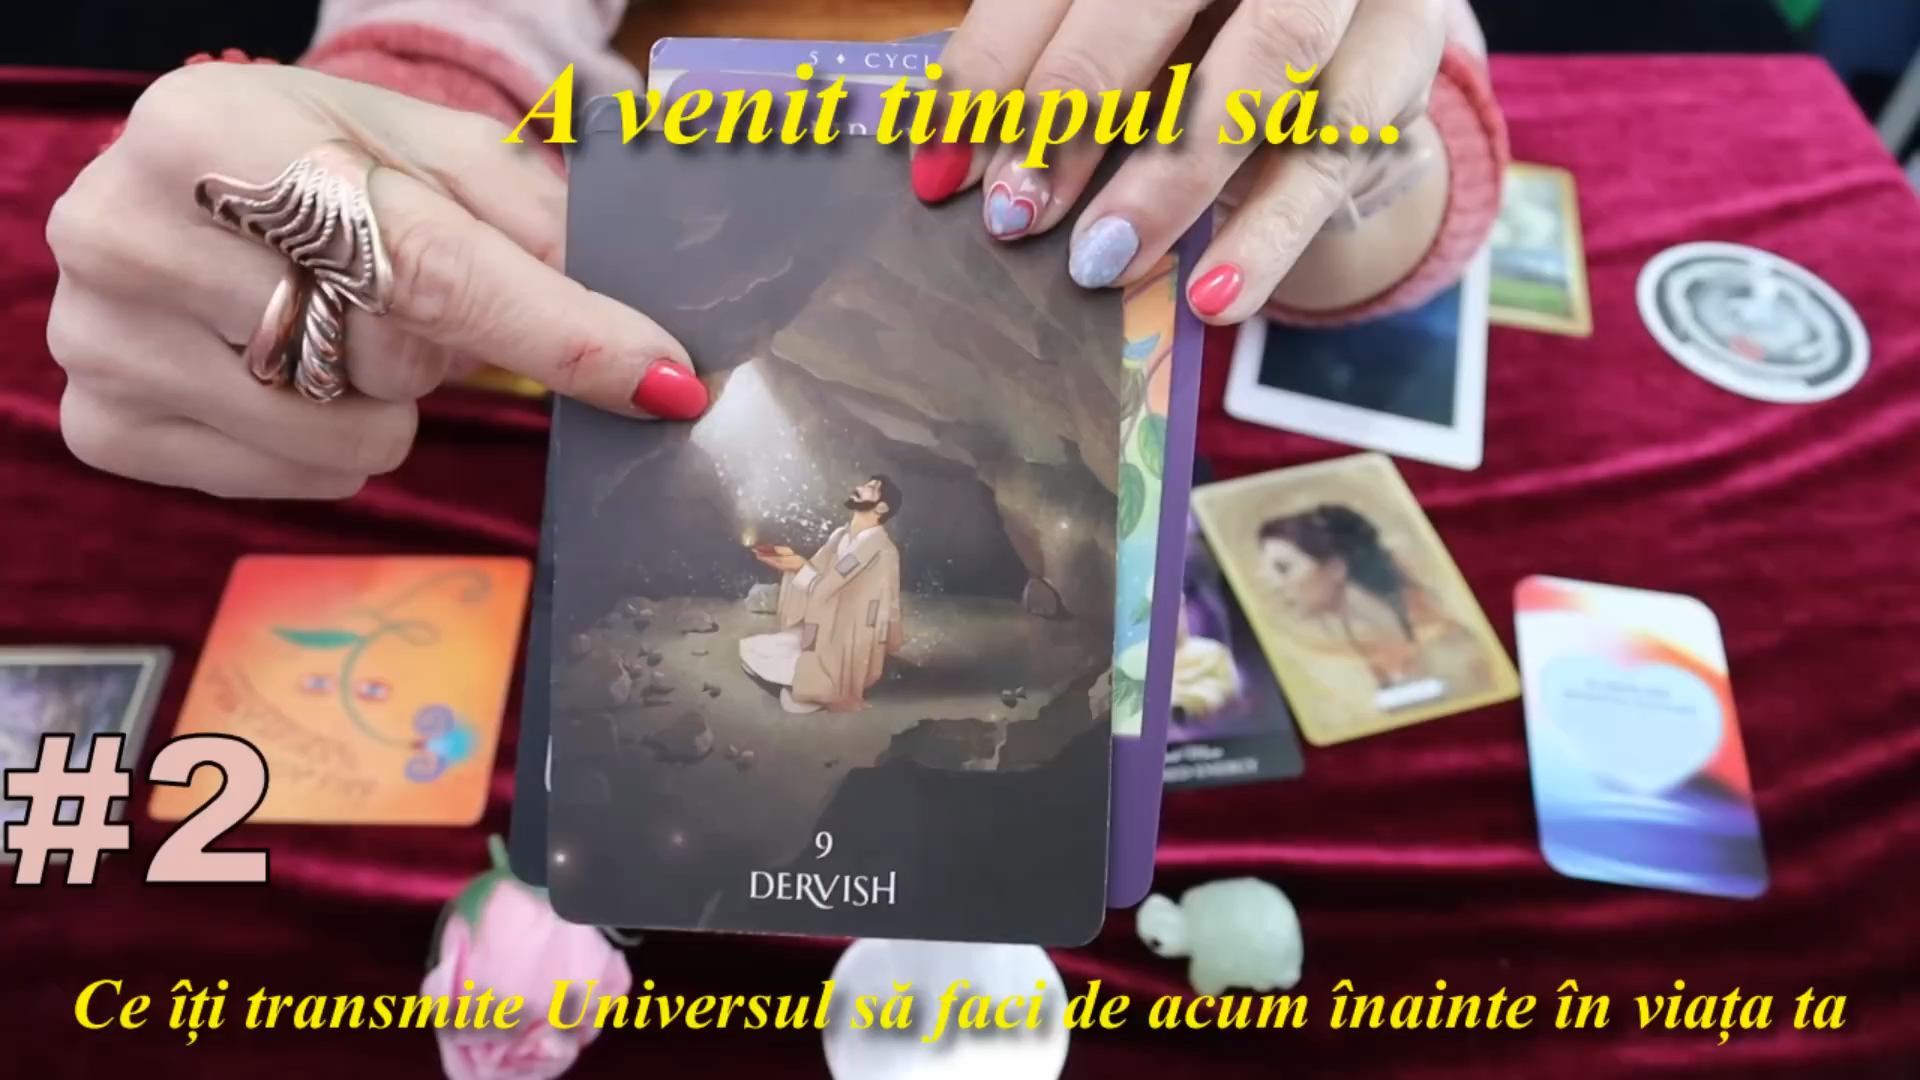 5 ♦ CYCL
A venit timpul să...
9
DERVISH
#2
Ce îți transmite Universul să faci de acum înainte în viața ta